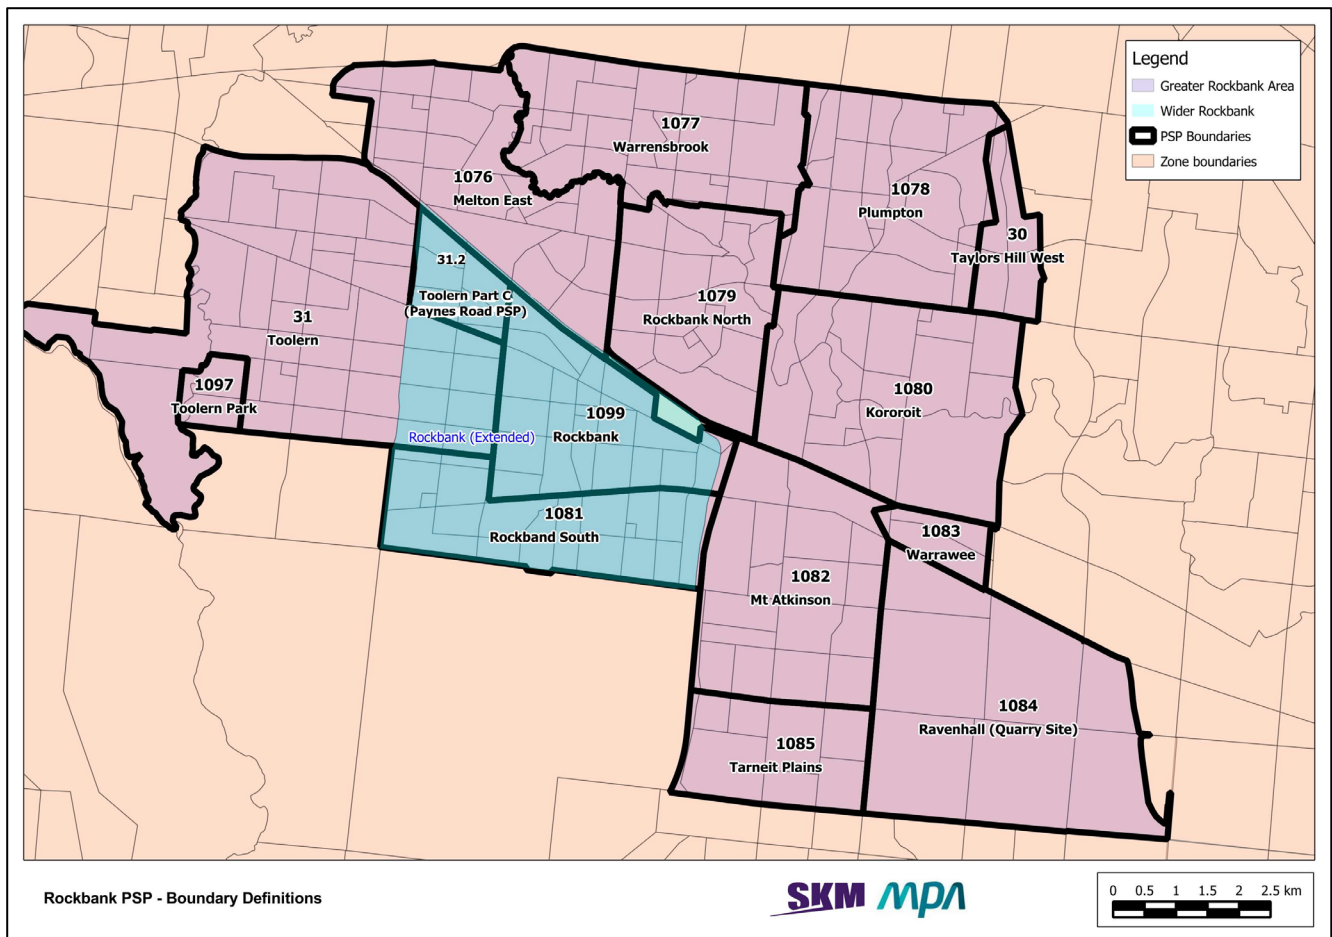 Legend
Greater Rockbank Area
Wider Rockbank
PSP Boundaries
Zone boundaries
1077
Warrensbrook
1076
Melton East
1078
Plumpton
30
Taylors Hill West
31.2
Toolern Part C
(Paynes Road PSP)
1079
Rockbank North
31
Toolern
1097
Toolern Park
1080
Kororoit
1099
Rockbank
Rockbank (Extended)
1081
Rockband South
1083
Warrawee
1082
Mt Atkinson
1084
Ravenhall (Quarry Site)
1085
Tarneit Plains
Rockbank PSP - Boundary Definitions
SKM MPA
0 0.5 1 1.5 2 2.5 km